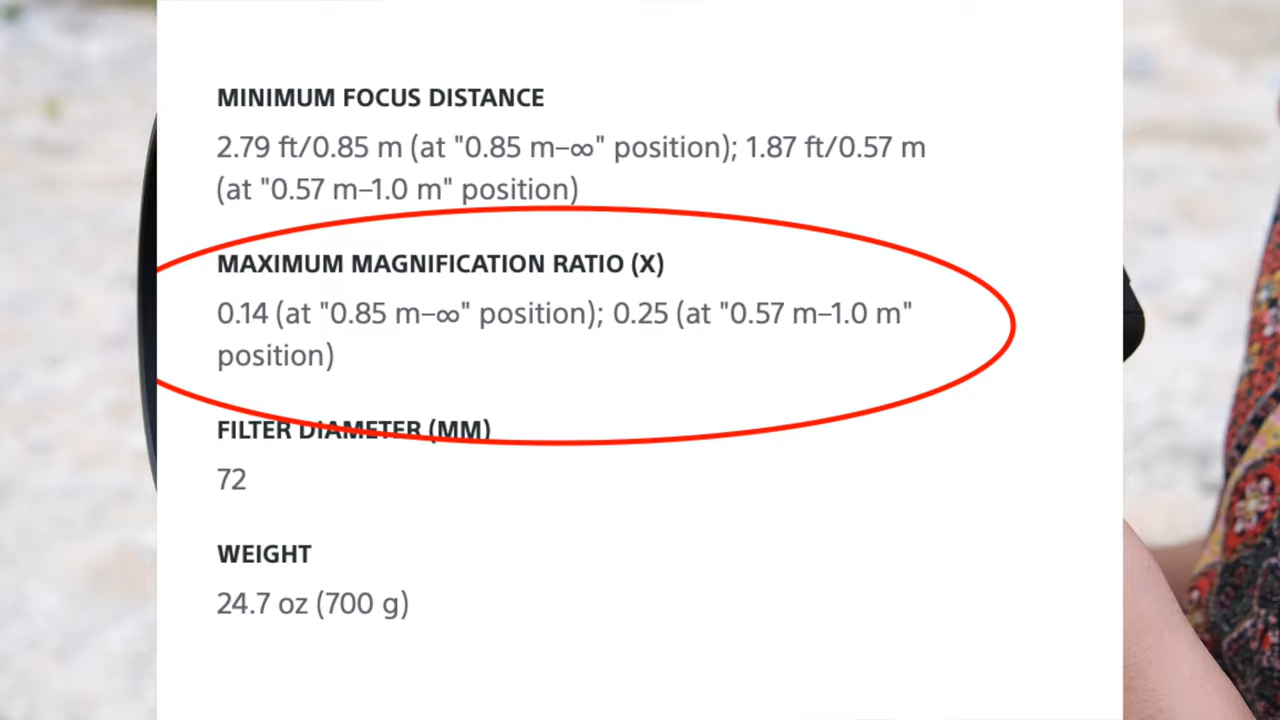 MINIMUM FOCUS DISTANCE
2.79 ft/0.85 m (at "0.85 m–∞" position); 1.87 ft/0.57 m
(at "0.57 m–1.0 m" position)
MAXIMUM MAGNIFICATION RATIO (X)
0.14 (at "0.85 m–∞" position); 0.25 (at "0.57 m–1.0 m"
position)
FILTER DIAMETER (MM)
72
WEIGHT
24.7 oz (700 g)